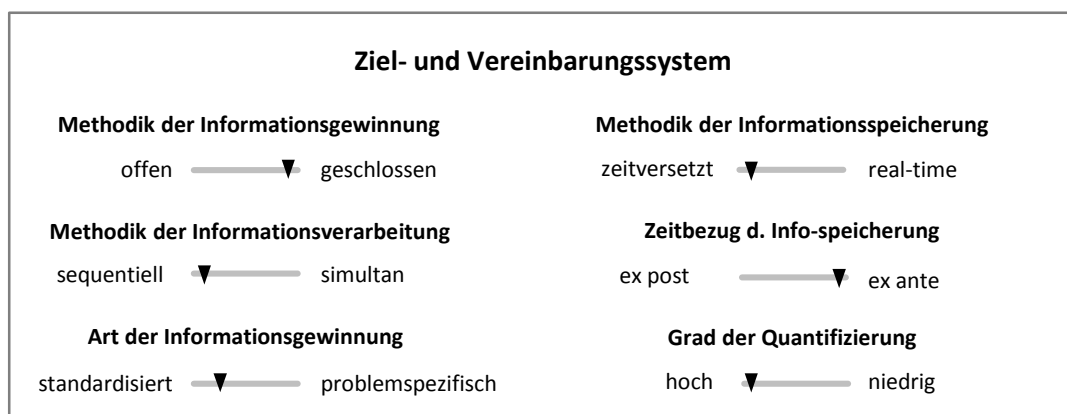 Ziel- und Vereinbarungssystem
Methodik der Informationsgewinnung
offen geschlossen
Methodik der Informationsspeicherung
zeitversetzt real-time
Methodik der Informationsverarbeitung
sequentiell simultan
Zeitbezug d. Info-speicherung
ex post ex ante
Art der Informationsgewinnung
standardisiert problemspezifisch
Grad der Quantifizierung
hoch niedrig